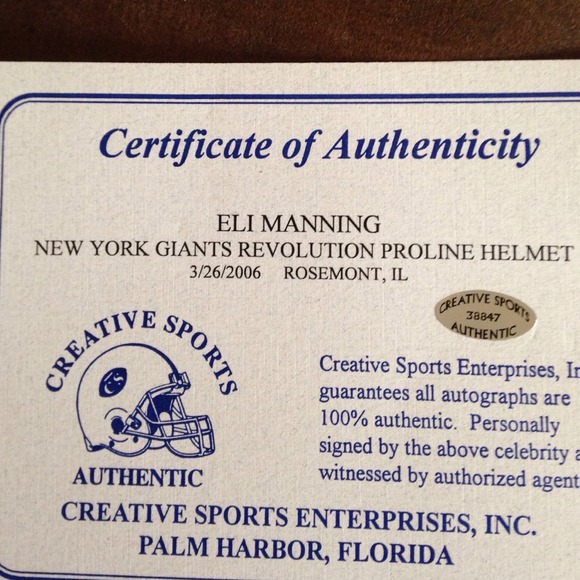 Certificate of Authenticity
ELI MANNING
NEW YORK GIANTS REVOLUTION PROLINE HELMET
3/26/2006 ROSEMONT, IL
CREATIVE SPORTS
38847
AUTHENTIC
CREATIVE SPORTS
AUTHENTIC
Creative Sports Enterprises, In
guarantees all autographs are
100% authentic. Personally
signed by the above celebrity a
witnessed by authorized agent
CREATIVE SPORTS ENTERPRISES, INC.
PALM HARBOR, FLORIDA